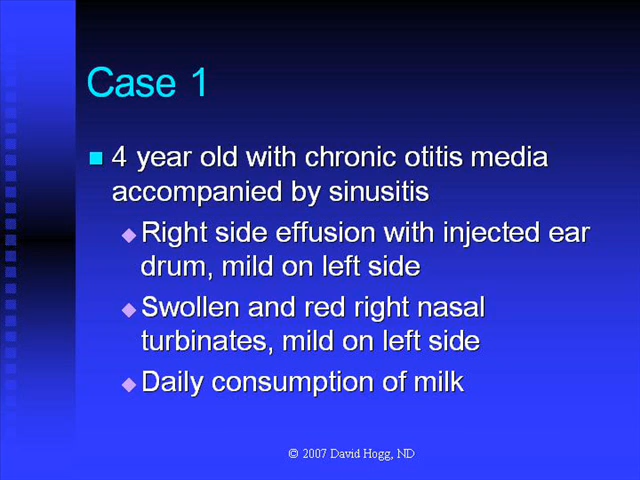 Case 1
4 year old with chronic otitis media
accompanied by sinusitis
Right side effusion with injected ear
drum, mild on left side
Swollen and red right nasal
turbinates, mild on left side
Daily consumption of milk
© 2007 David Hogg, ND